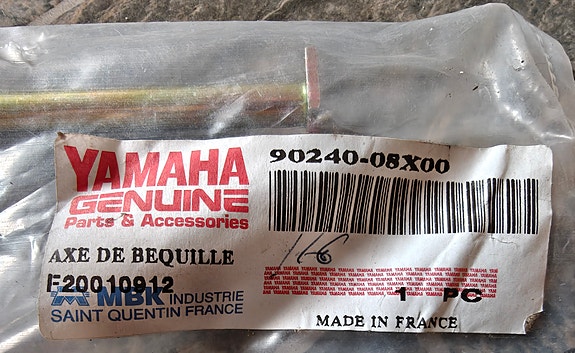 YAMAHA
GENUINE
Parts & Accessories
90240-08X00
AXE DE BEQUILLE
F20010912
MBK INDUSTRIE
SAINT QUENTIN FRANCE
1 PC
MADE IN FRANCE